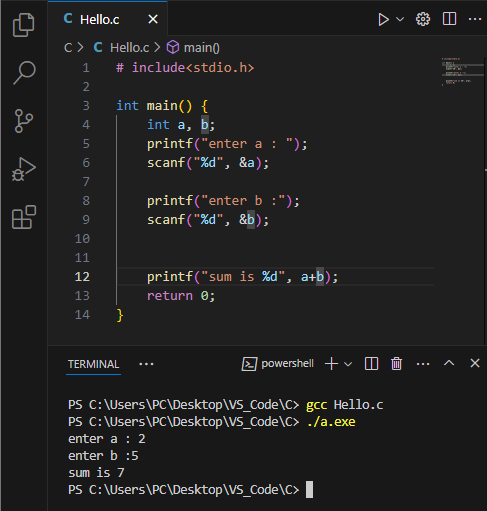 C Hello.c ×
C > C Hello.c > main()
1 # include<stdio.h>
2
3 int main() {
4     int a, b;
5     printf("enter a : ");
6     scanf("%d", &a);
7
8     printf("enter b :");
9     scanf("%d", &b);
10
11
12     printf("sum is %d", a+b);
13     return 0;
14 }
TERMINAL ··· powershell
PS C:\Users\PC\Desktop\VS_Code\C> gcc Hello.c
PS C:\Users\PC\Desktop\VS_Code\C> ./a.exe
enter a : 2
enter b :5
sum is 7
PS C:\Users\PC\Desktop\VS_Code\C>